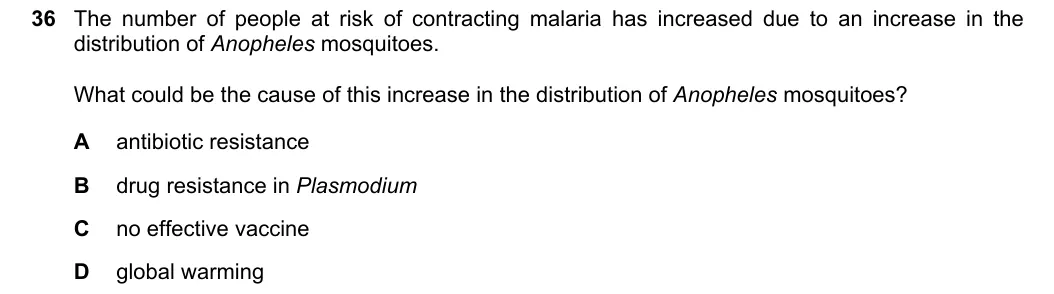 36 The number of people at risk of contracting malaria has increased due to an increase in the
distribution of Anopheles mosquitoes.
What could be the cause of this increase in the distribution of Anopheles mosquitoes?
A antibiotic resistance
B drug resistance in Plasmodium
C no effective vaccine
D global warming